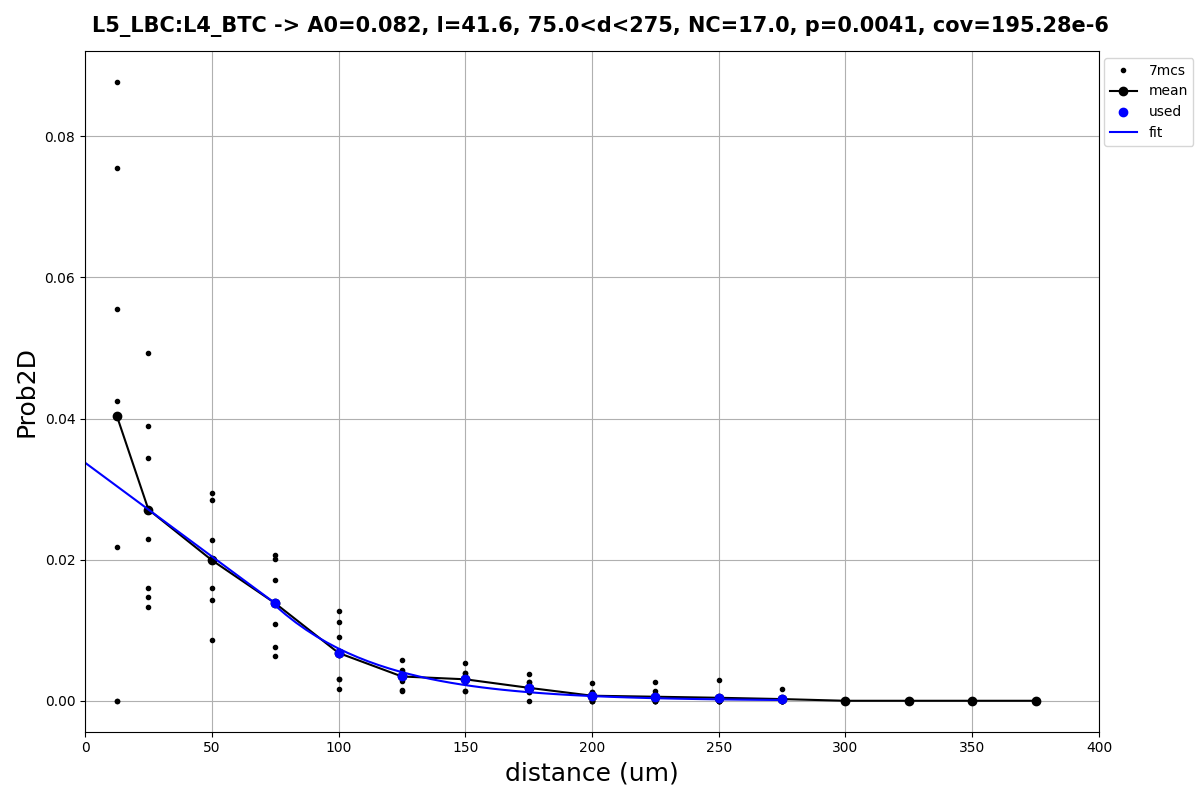 L5_LBC:L4_BTC -> A0=0.082, l=41.6, 75.0<d<275, NC=17.0, p=0.0041, cov=195.28e-6
7mcs
mean
used
fit
Prob2D
0.08
0.06
0.04
0.02
0.00
0 50 100 150 200 250 300 350 400
distance (um)